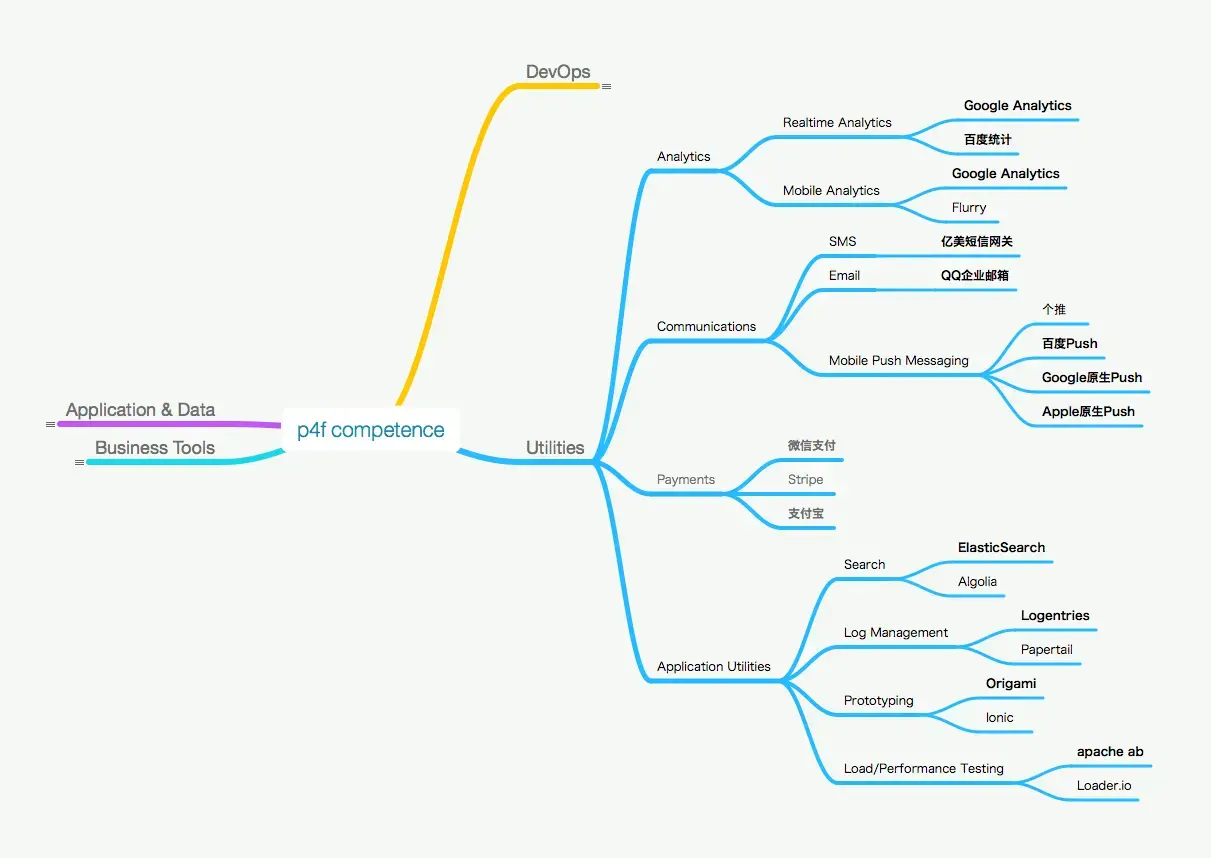 DevOps
Application & Data
Business Tools
p4f competence
Utilities
Analytics
Realtime Analytics
Google Analytics
百度统计
Mobile Analytics
Google Analytics
Flurry
Communications
SMS
亿美短信网关
Email
QQ企业邮箱
Mobile Push Messaging
个推
百度Push
Google原生Push
Apple原生Push
Payments
微信支付
Stripe
支付宝
Application Utilities
Search
ElasticSearch
Algolia
Log Management
Logentries
Papertail
Prototyping
Origami
Ionic
Load/Performance Testing
apache ab
Loader.io